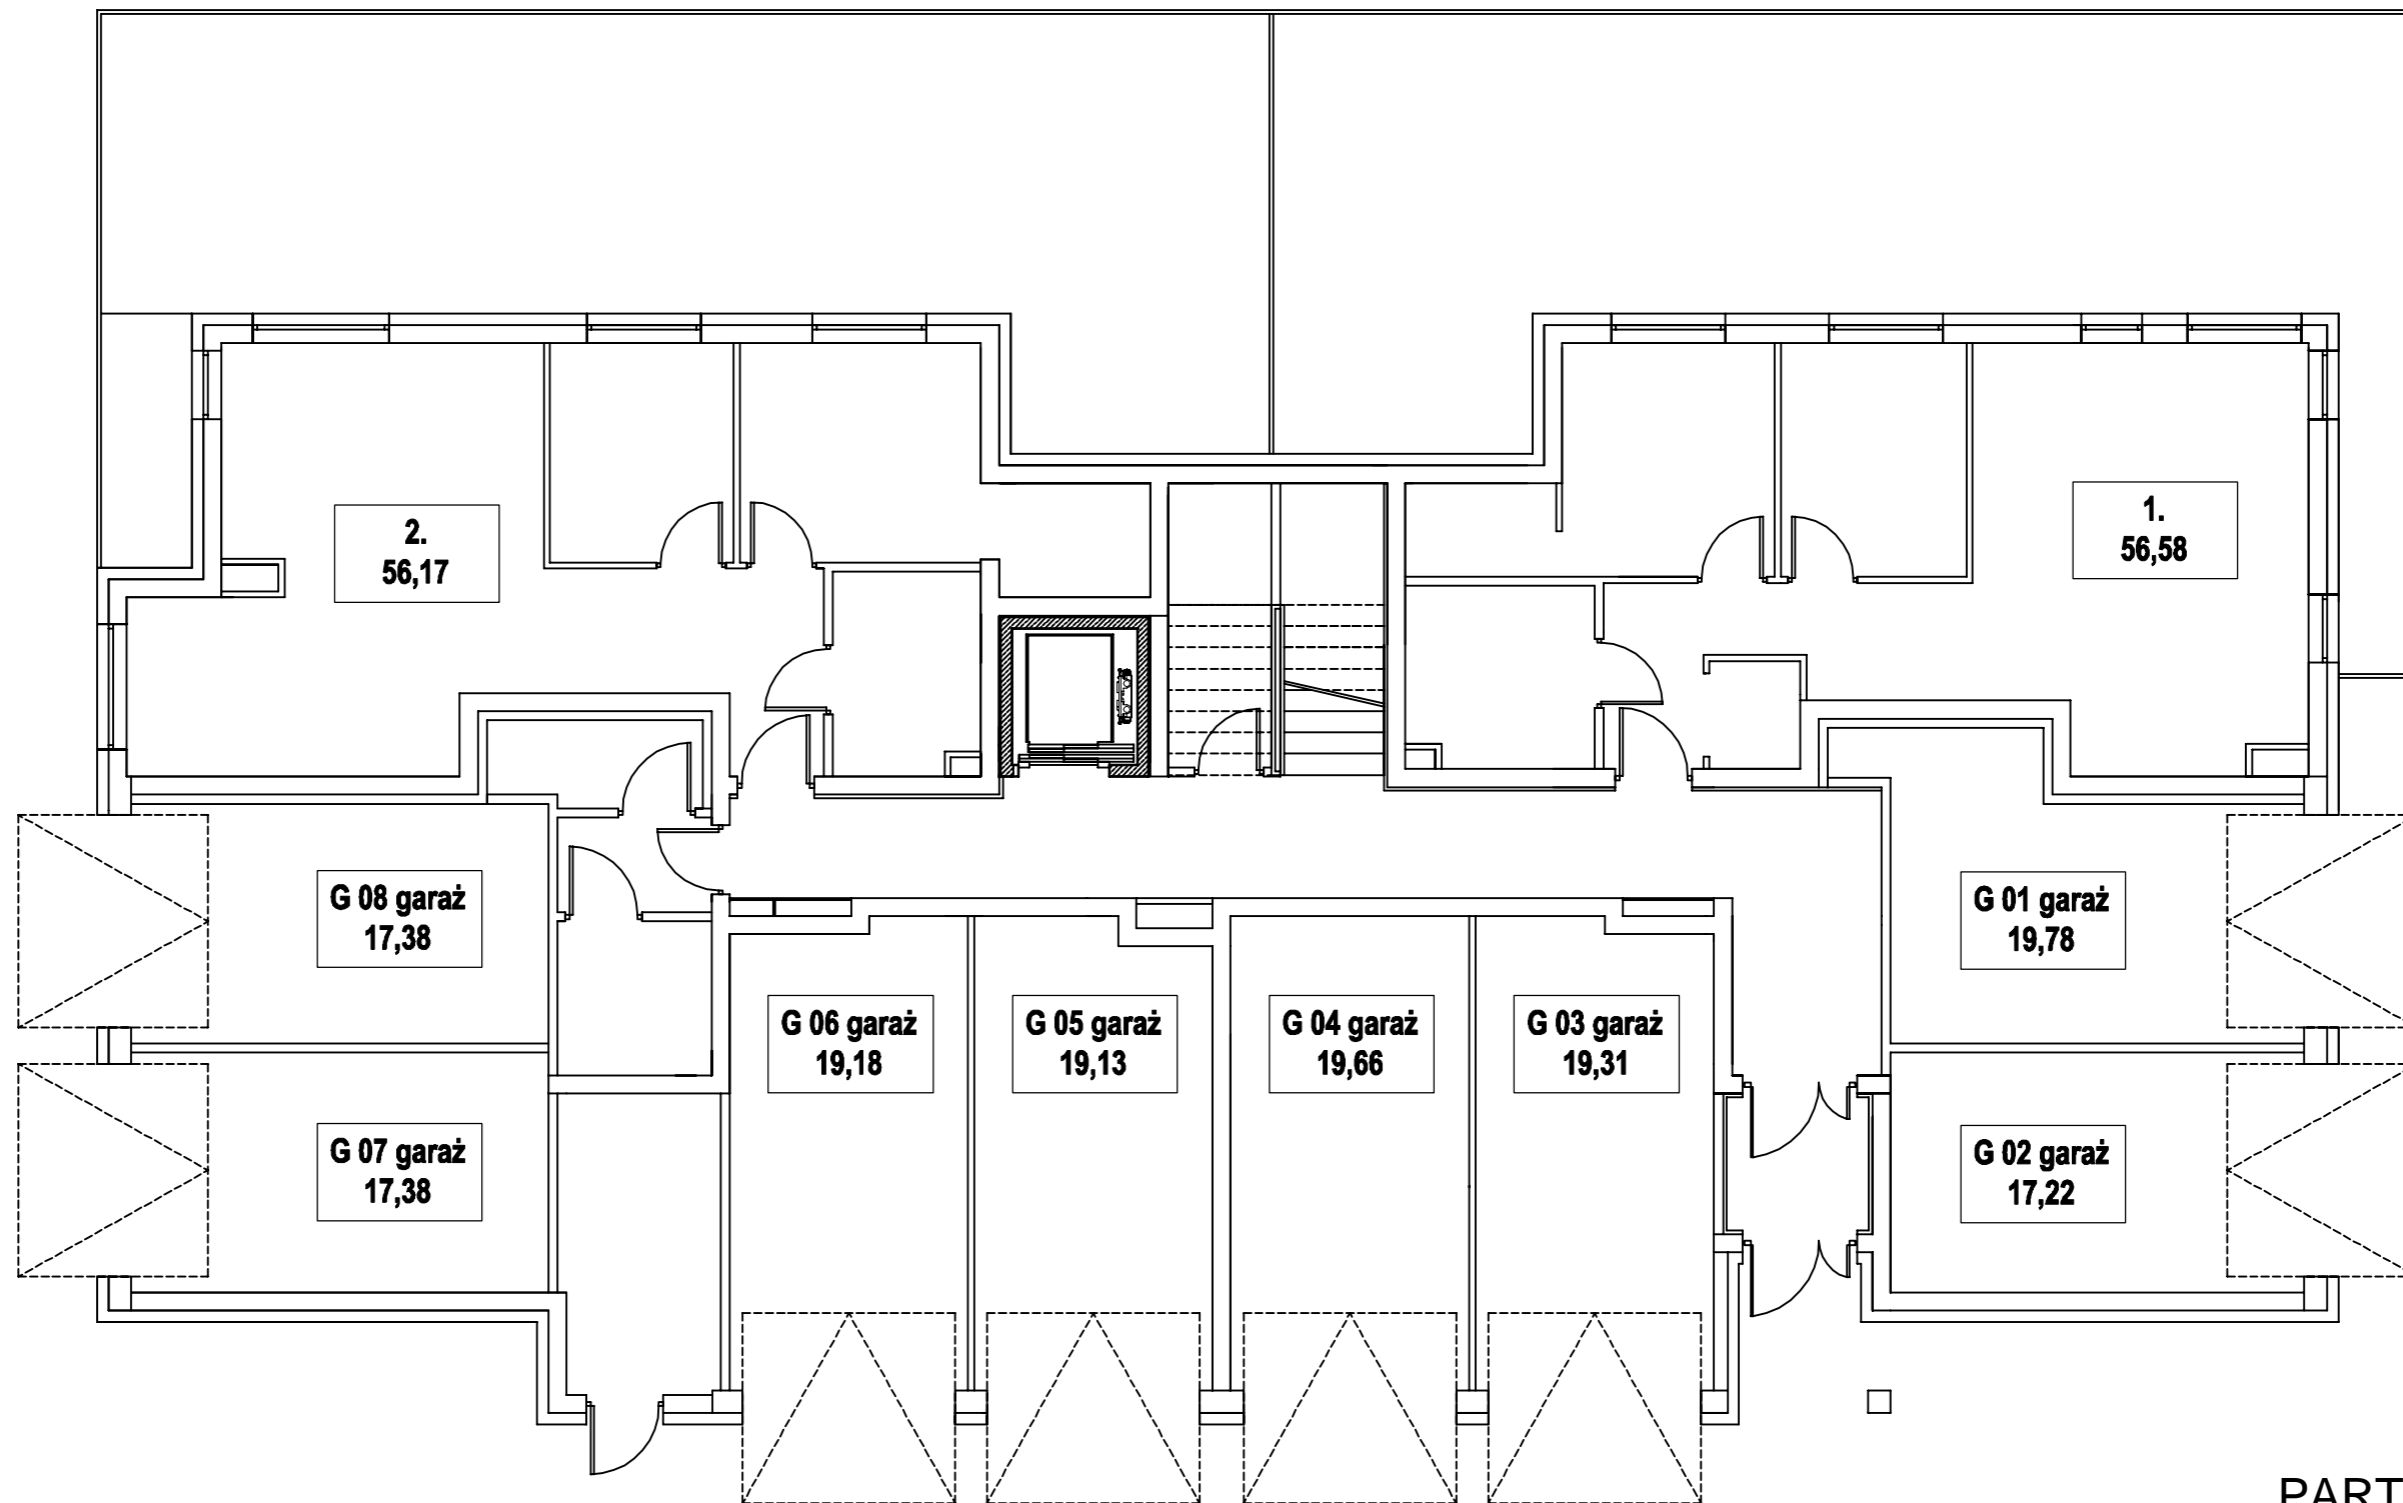 2.
56,17
1.
56,58
G 08 garaż
17,38
G 01 garaż
19,78
G 06 garaż
19,18
G 05 garaż
19,13
G 04 garaż
19,66
G 03 garaż
19,31
G 07 garaż
17,38
G 02 garaż
17,22
PART